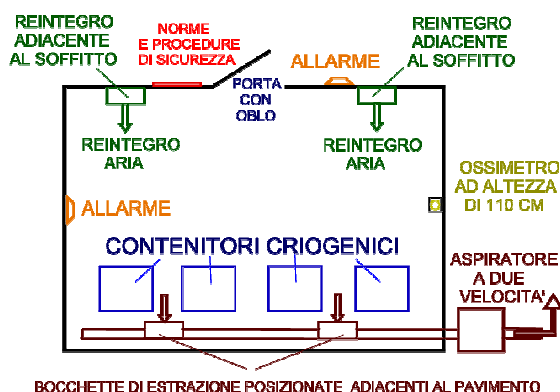 REINTEGRO
ADIACENTE
AL SOFFITTO
NORME
E PROCEDURE
DI SICUREZZA
ALLARME
REINTEGRO
ADIACENTE
AL SOFFITTO
PORTA
CON
OBLO
REINTEGRO
ARIA
REINTEGRO
ARIA
OSSIMETRO
AD ALTEZZA
DI 110 CM
ALLARME
CONTENITORI CRIOGENICI
ASPIRATORE
A DUE
VELOCITA'
BOCCHETTE DI ESTRAZIONE POSIZIONATE ADIACENTI AL PAVIMENTO